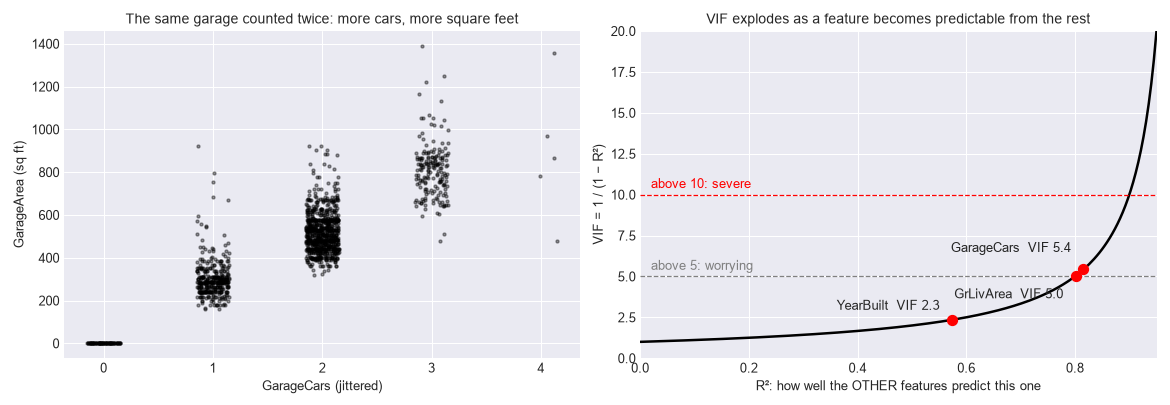 The same garage counted twice: more cars, more square feet
GarageArea (sq ft)
1400
1200
1000
800
600
400
200
0
0 1 2 3 4
GarageCars (jittered)
VIF explodes as a feature becomes predictable from the rest
VIF = 1 / (1 − R²)
20.0
17.5
15.0
12.5
10.0
7.5
5.0
2.5
0.0
above 10: severe
GarageCars VIF 5.4
above 5: worrying
GrLivArea VIF 5.0
YearBuilt VIF 2.3
0.0 0.2 0.4 0.6 0.8
R²: how well the OTHER features predict this one